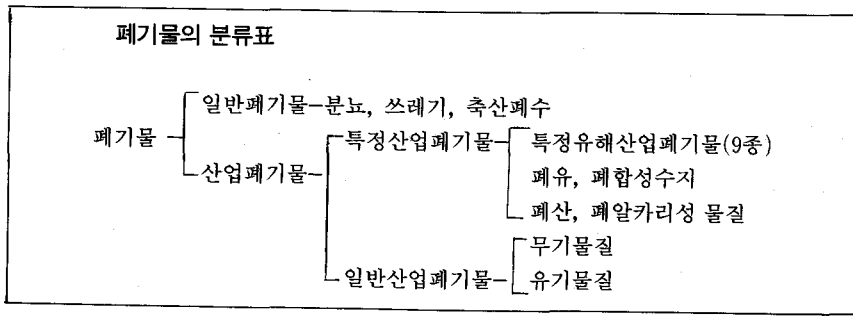 폐기물의 분류표
일반폐기물-분뇨, 쓰레기, 축산폐수
폐기물
특정산업폐기물
특정유해산업폐기물(9종)
산업폐기물
폐유, 폐합성수지
폐산, 폐알카리성 물질
무기물질
일반산업폐기물
유기물질